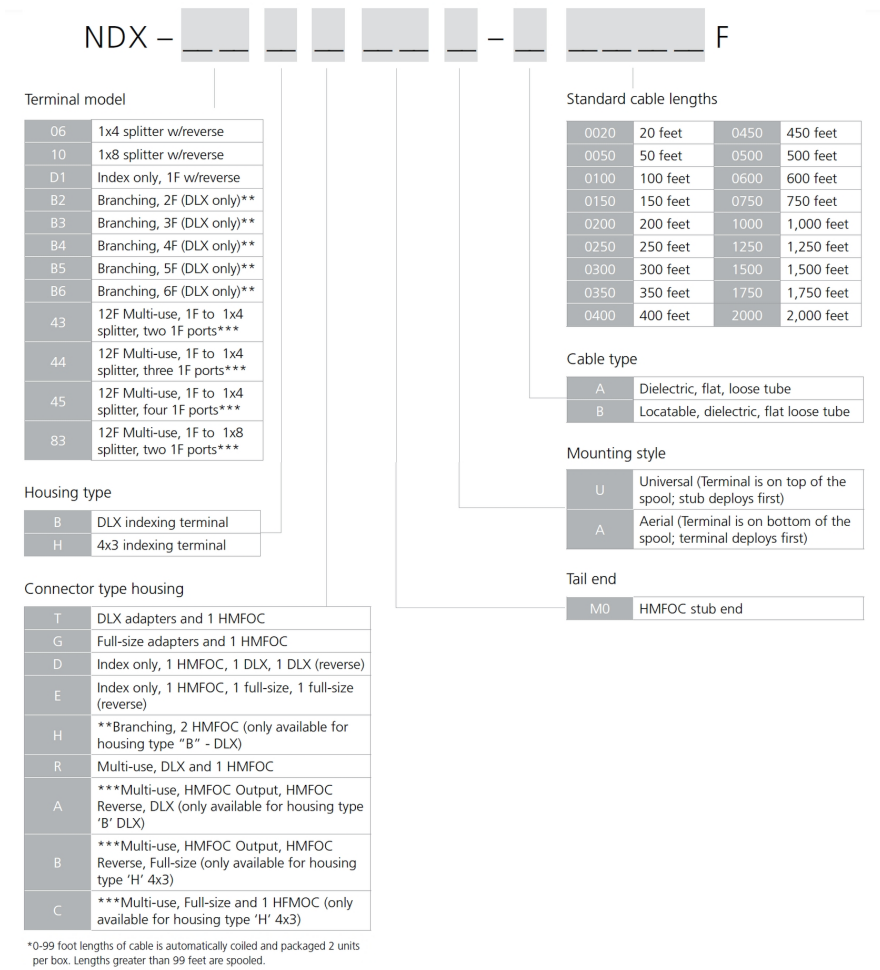 NDX – __ __ __ __ __ __ __ – __ __ __ __ __ F
Terminal model
06 1x4 splitter w/reverse
10 1x8 splitter w/reverse
D1 Index only, 1F w/reverse
B2 Branching, 2F (DLX only)**
B3 Branching, 3F (DLX only)**
B4 Branching, 4F (DLX only)**
B5 Branching, 5F (DLX only)**
B6 Branching, 6F (DLX only)**
43 12F Multi-use, 1F to 1x4
splitter, two 1F ports***
44 12F Multi-use, 1F to 1x4
splitter, three 1F ports***
45 12F Multi-use, 1F to 1x4
splitter, four 1F ports***
83 12F Multi-use, 1F to 1x8
splitter, two 1F ports***
Housing type
B DLX indexing terminal
H 4x3 indexing terminal
Connector type housing
T DLX adapters and 1 HMFOC
G Full-size adapters and 1 HMFOC
D Index only, 1 HMFOC, 1 DLX, 1 DLX (reverse)
E Index only, 1 HMFOC, 1 full-size, 1 full-size
(reverse)
H **Branching, 2 HMFOC (only available for
housing type “B” - DLX)
R Multi-use, DLX and 1 HMFOC
A ***Multi-use, HMFOC Output, HMFOC
Reverse, DLX (only available for housing type
‘B’ DLX)
B ***Multi-use, HMFOC Output, HMFOC
Reverse, Full-size (only available for housing
type ‘H’ 4x3)
C ***Multi-use, Full-size and 1 HFMOC (only
available for housing type ‘H’ 4x3)
*0-99 foot lengths of cable is automatically coiled and packaged 2 units
per box. Lengths greater than 99 feet are spooled.
Standard cable lengths
0020 20 feet 0450 450 feet
0050 50 feet 0500 500 feet
0100 100 feet 0600 600 feet
0150 150 feet 0750 750 feet
0200 200 feet 1000 1,000 feet
0250 250 feet 1250 1,250 feet
0300 300 feet 1500 1,500 feet
0350 350 feet 1750 1,750 feet
0400 400 feet 2000 2,000 feet
Cable type
A Dielectric, flat, loose tube
B Locatable, dielectric, flat loose tube
Mounting style
U Universal (Terminal is on top of the
spool; stub deploys first)
A Aerial (Terminal is on bottom of the
spool; terminal deploys first)
Tail end
M0 HMFOC stub end